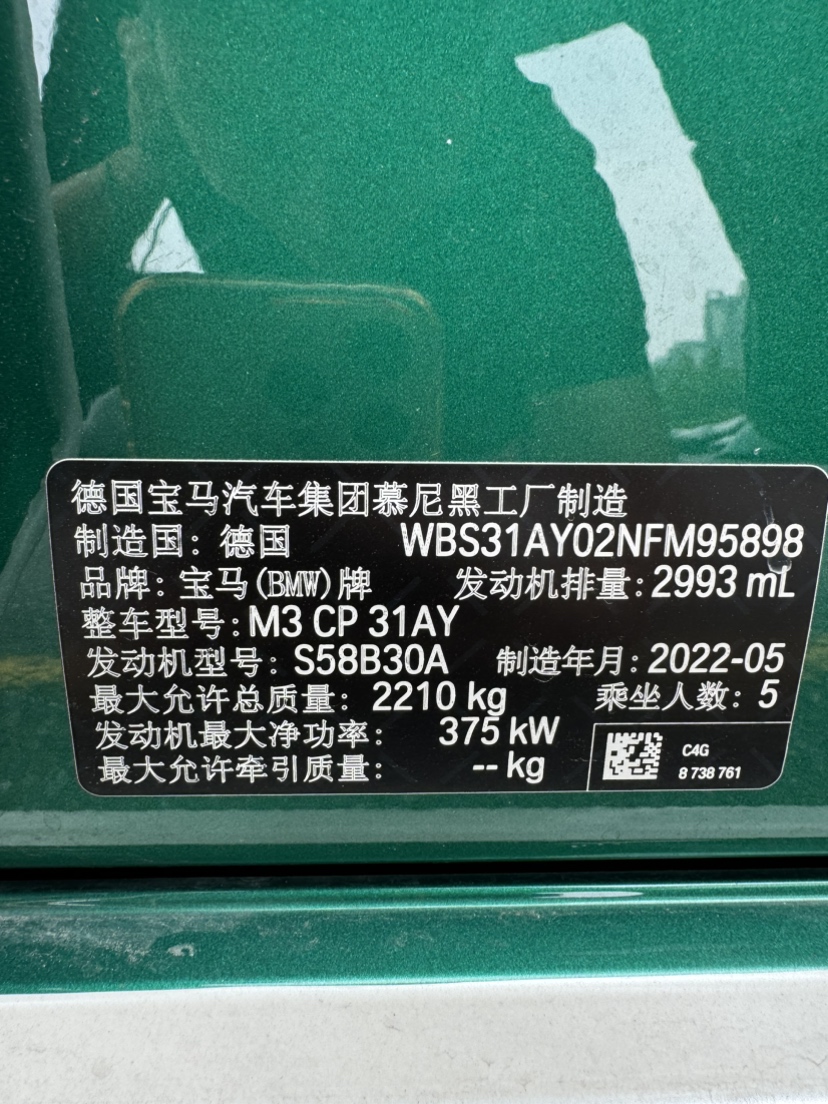 德国宝马汽车集团慕尼黑工厂制造
制造国：德国 WBS31AY02NFM95898
品牌：宝马(BMW)牌 发动机排量：2993 mL
整车型号：M3 CP 31AY
发动机型号：S58B30A 制造年月：2022-05
最大允许总质量：2210 kg 乘坐人数：5
发动机最大净功率：375 kW
最大允许牵引质量：-- kg
C4G
8 738 761